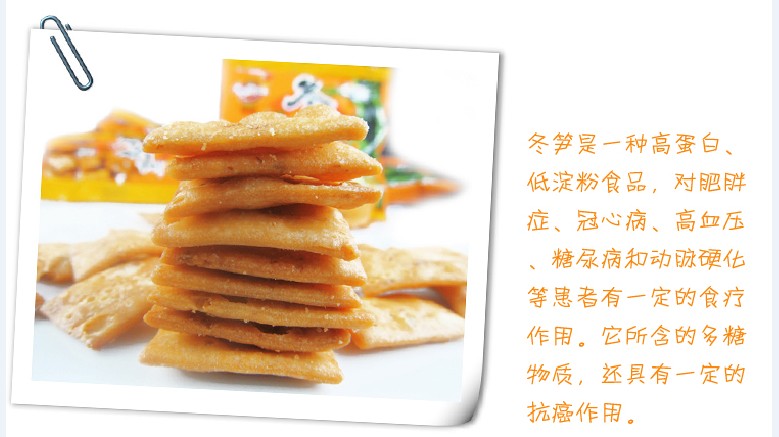 冬笋是一种高蛋白、
低淀粉食品，对肥胖
症、冠心病、高血压
、糖尿病和动脉硬化
等患者有一定的食疗
作用。它所含的多糖
物质，还具有一定的
抗癌作用。